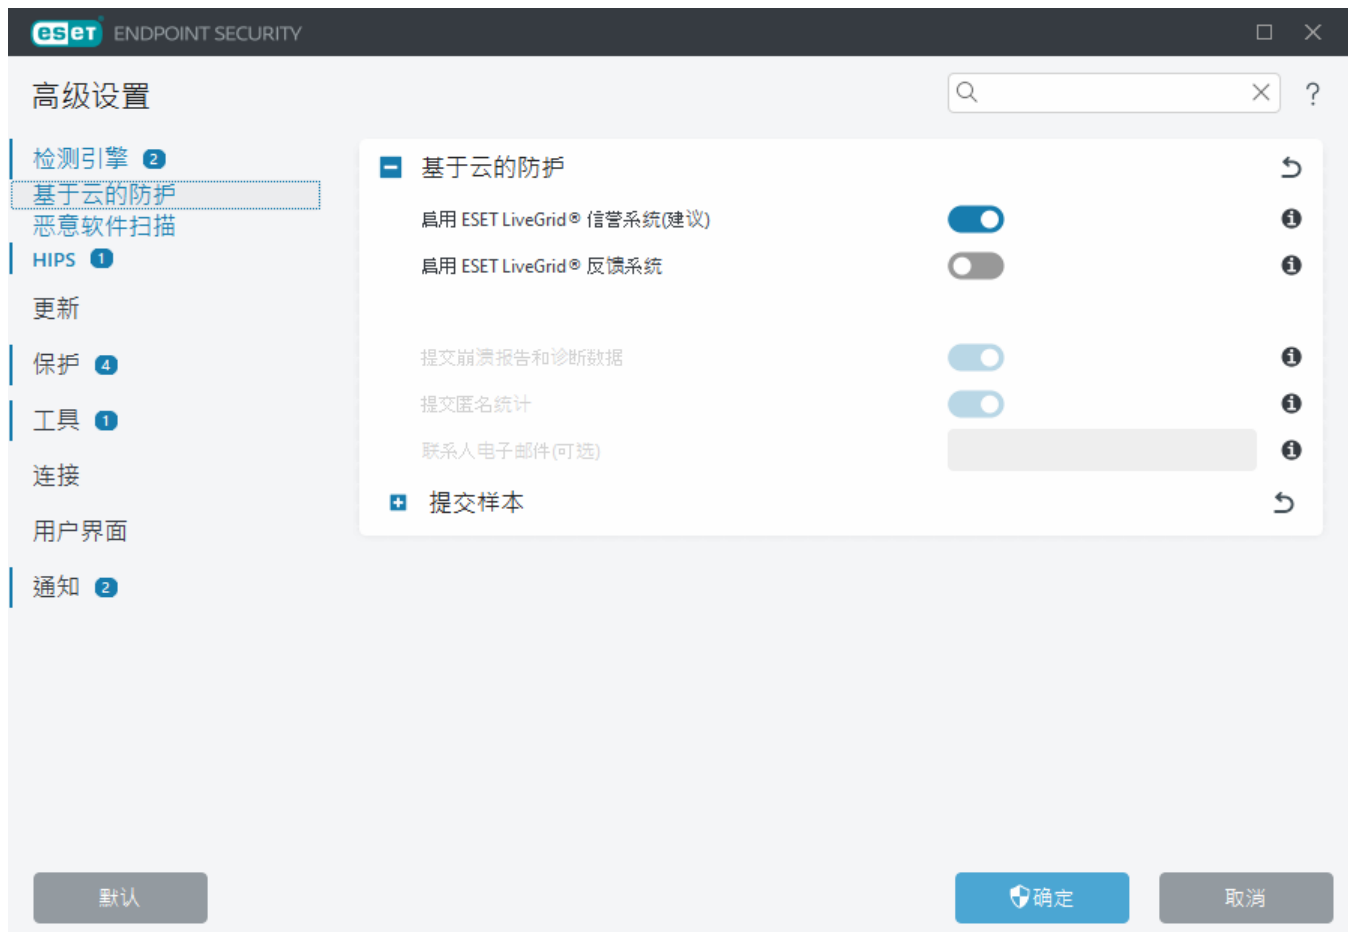 eset ENDPOINT SECURITY
高级设置
?
检测引擎 2
基于云的防护
恶意软件扫描
HIPS 1
更新
保护 4
工具 1
连接
用户界面
通知 2
基于云的防护
启用 ESET LiveGrid® 信誉系统(建议)
启用 ESET LiveGrid® 反馈系统
提交崩溃报告和诊断数据
提交匿名统计
联系人电子邮件(可选)
提交样本
默认
确定
取消